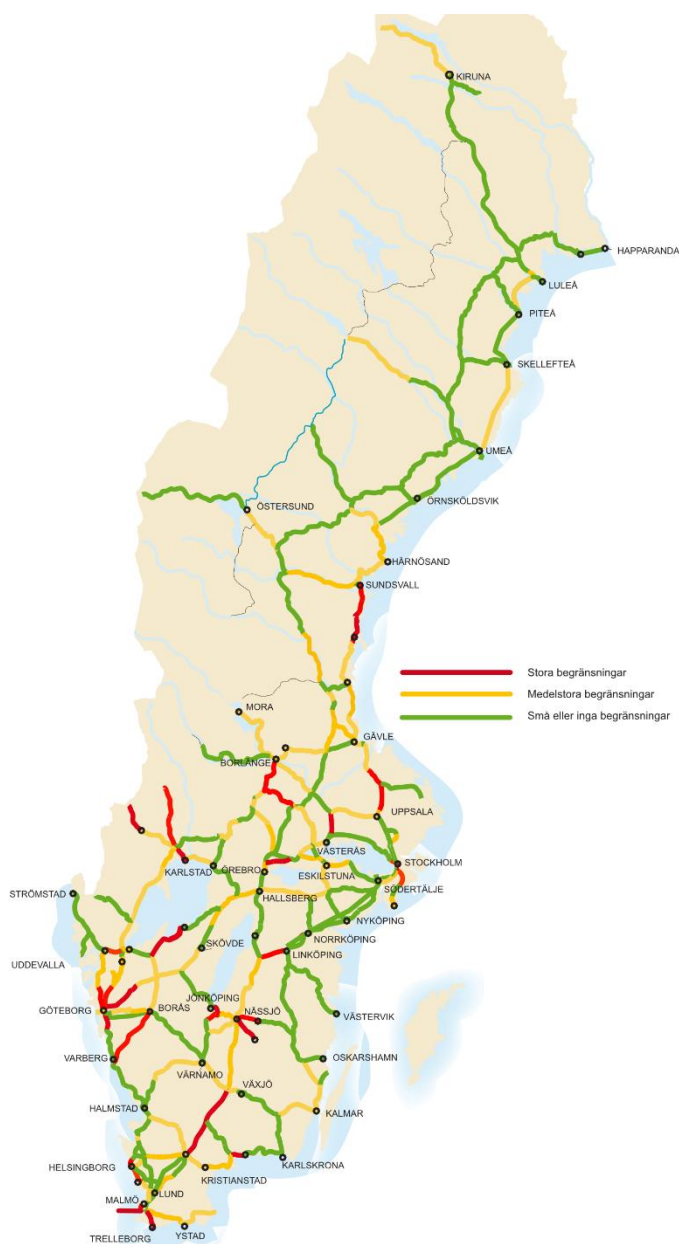 KIRUNA
HAPPARANDA
LULEÅ
PITEÅ
SKELLEFTEÅ
UMEÅ
ÖRNSKÖLDSVIK
ÖSTERSUND
HÄRNÖSAND
SUNDSVALL
Stora begränsningar
Medelstora begränsningar
Små eller inga begränsningar
MORA
GÄVLE
BORLÄNGE
UPPSALA
VÄSTERÅS
STOCKHOLM
KARLSTAD
ÖREBRO
ESKILSTUNA
SÖDERTÄLJE
STRÖMSTAD
HALLSBERG
NYKÖPING
SKÖVDE
NORRKÖPING
LINKÖPING
UDDEVALLA
JÖNKÖPING
GÖTEBORG
BORÅS
NÄSSJÖ
VÄSTERVIK
VARBERG
OSKARSHAMN
VÄRNAMO
VÄXJÖ
HALMSTAD
KALMAR
KARLSKRONA
HELSINGBORG
KRISTIANSTAD
LUND
MALMÖ
YSTAD
TRELLEBORG